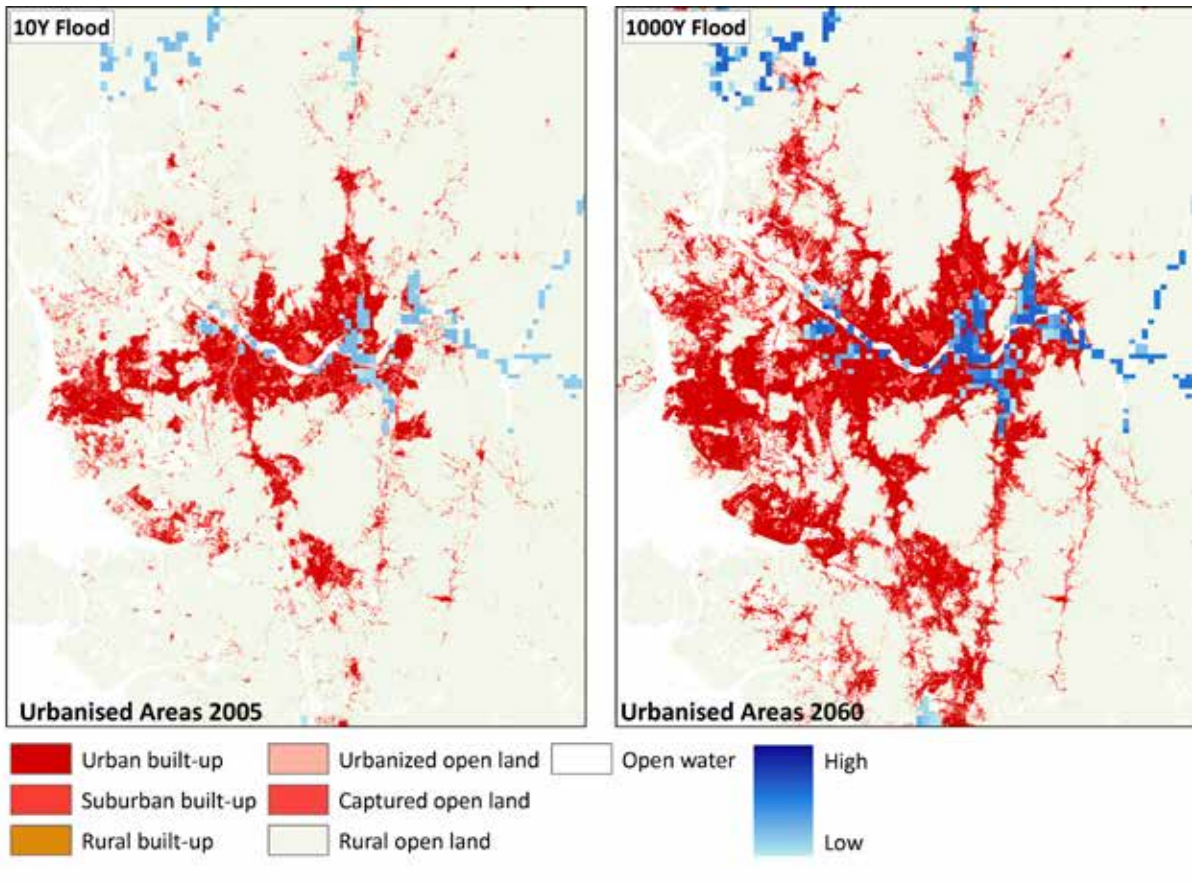 10Y Flood
1000Y Flood
Urbanised Areas 2005
Urbanised Areas 2060
Urban built-up
Urbanized open land
Open water
High
Suburban built-up
Captured open land
Rural built-up
Rural open land
Low